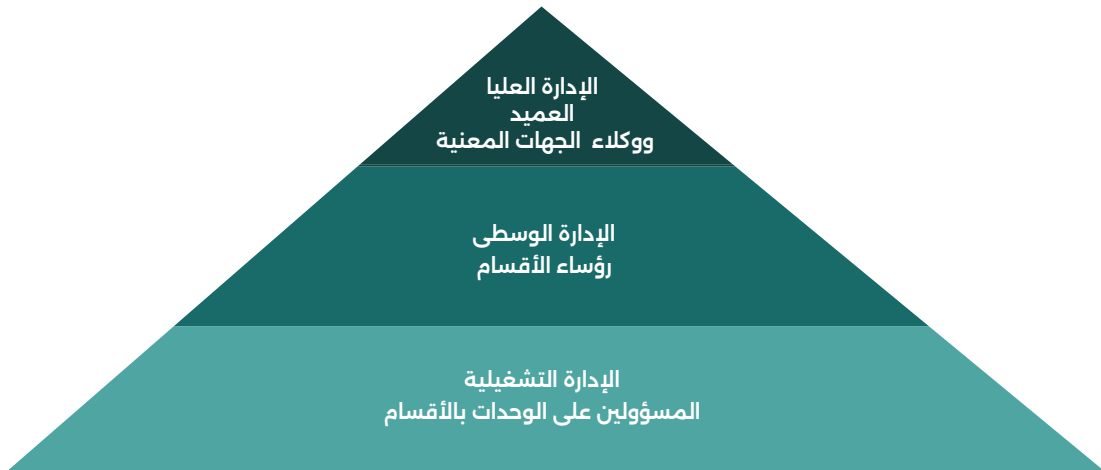 الإدارة العليا
العميد
ووكلاء الجهات المعنية
الإدارة الوسطى
رؤساء الأقسام
الإدارة التشغيلية
المسؤولين على الوحدات بالأقسام